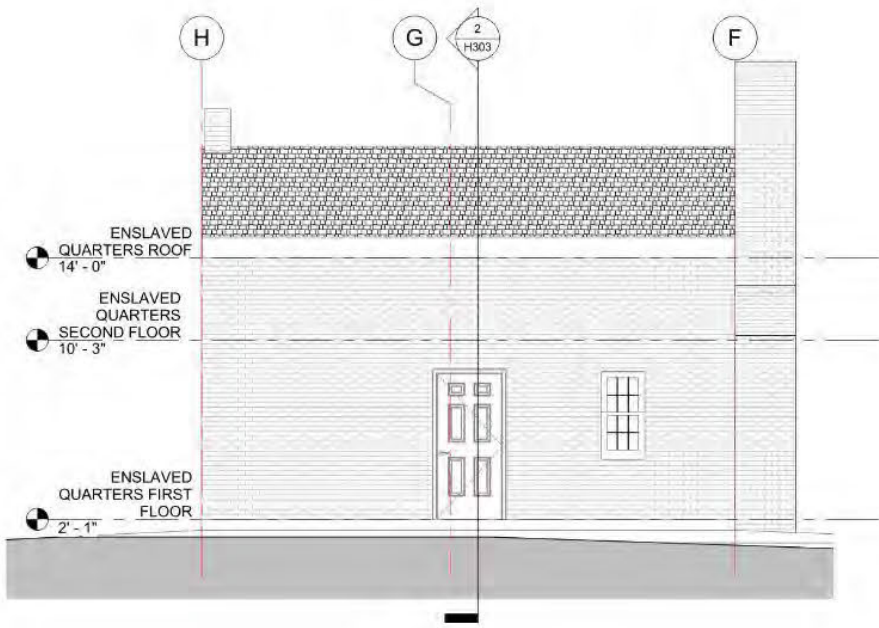 H
G
2
H303
F
ENSLAVED
QUARTERS ROOF
14' - 0"
ENSLAVED
QUARTERS
SECOND FLOOR
10' - 3"
ENSLAVED
QUARTERS FIRST
FLOOR
2' - 1"